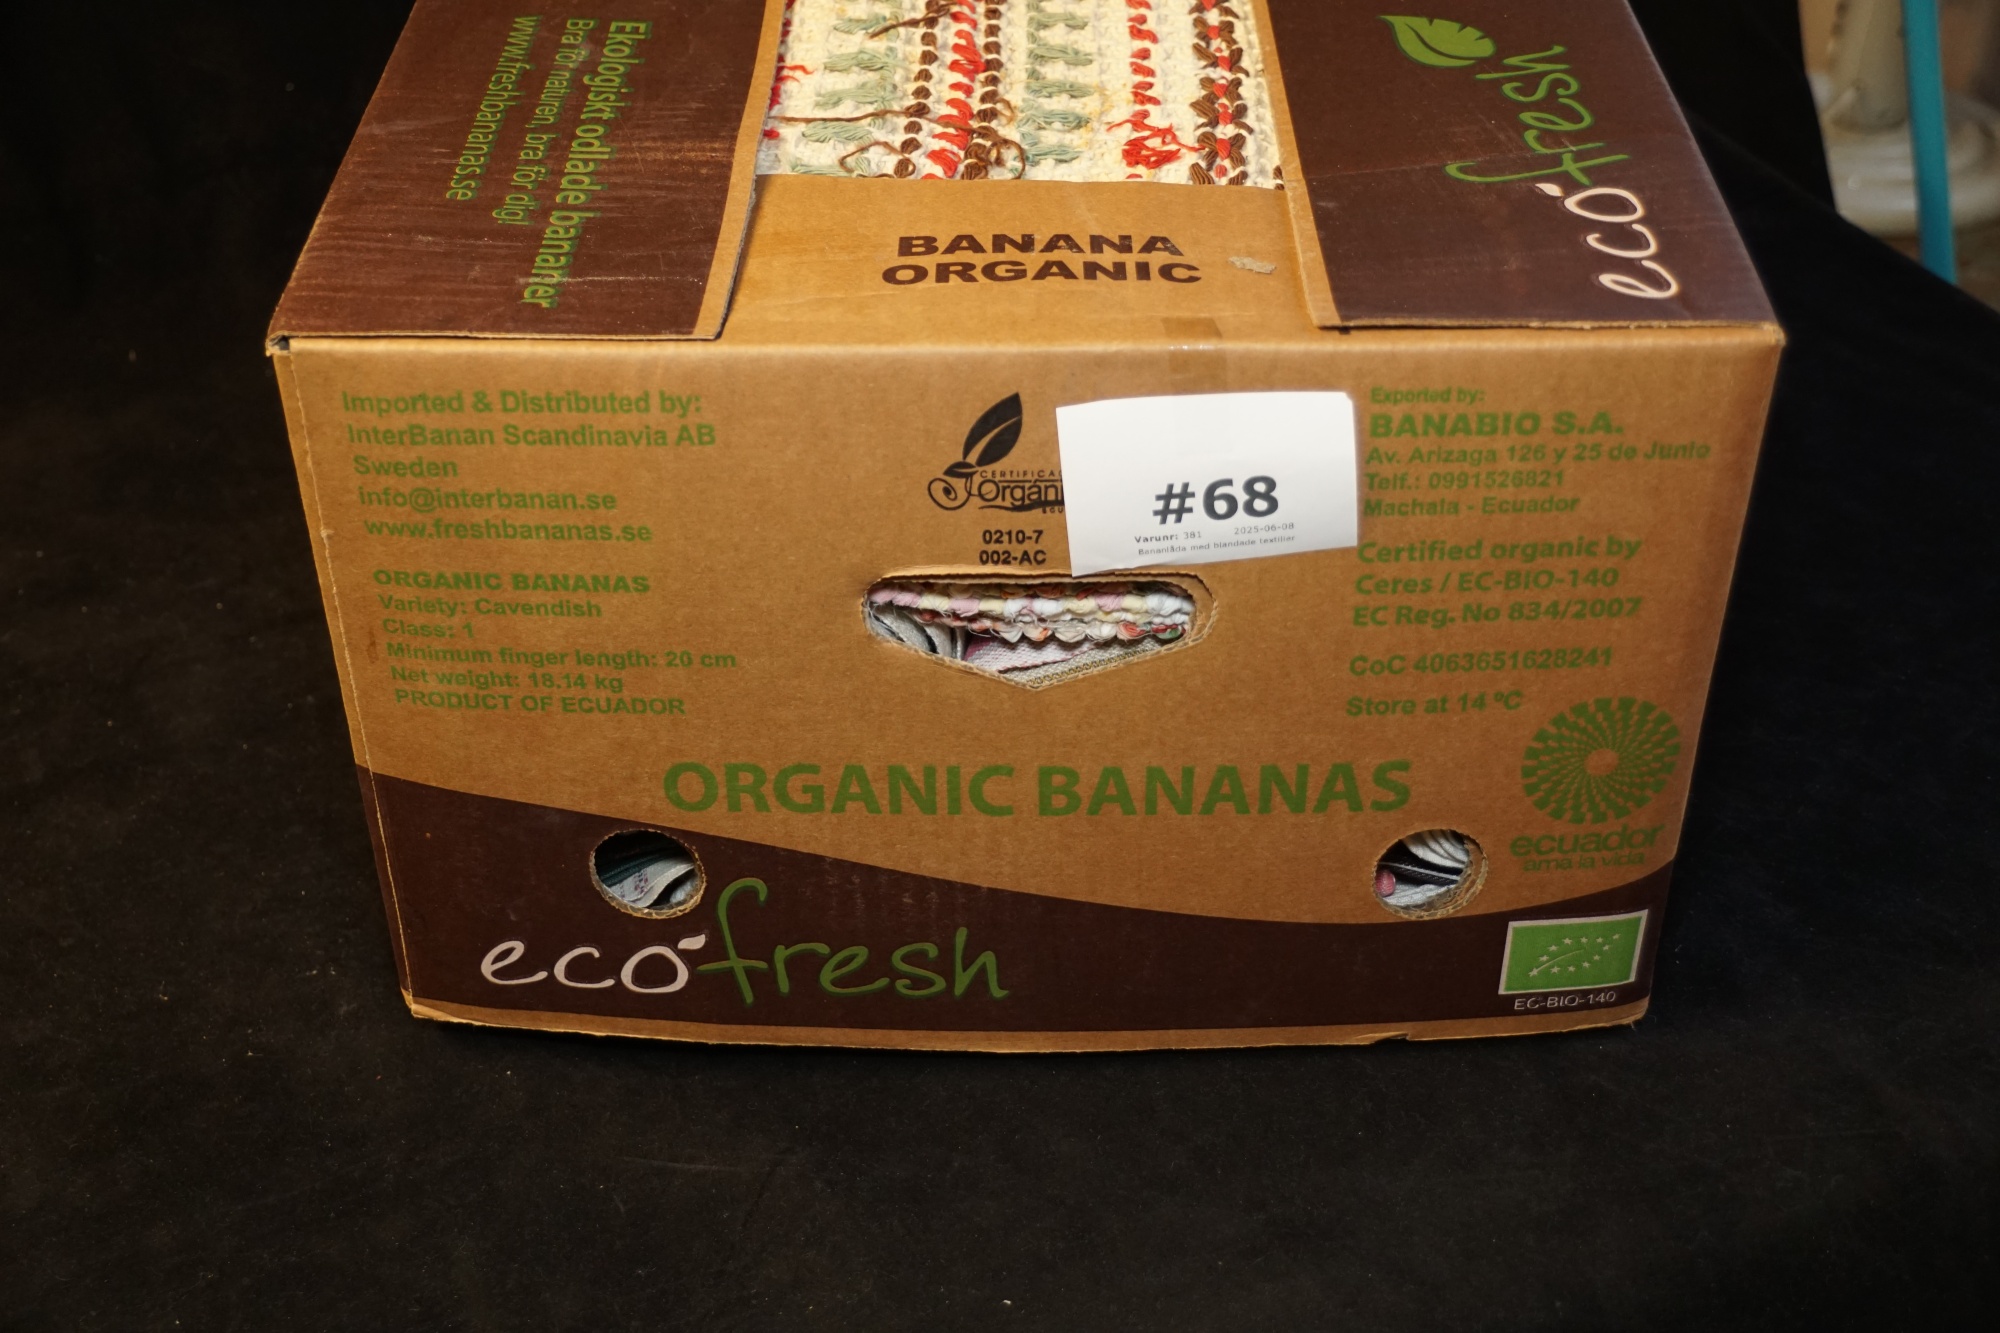 Ekologiskt odlade bananer
Bra för naturen, bra för dig!
www.freshbananas.se
BANANA
ORGANIC
eco fresh
Imported & Distributed by:
InterBanan Scandinavia AB
Sweden
info@interbanan.se
www.freshbananas.se
ORGANIC BANANAS
Variety: Cavendish
Class: 1
Minimum finger length: 20 cm
Net weight: 18.14 kg
PRODUCT OF ECUADOR
0210-7
002-AC
#68
Varunr: 381 2025-06-08
Bananlåda med blandade textilier
Exported by:
BANABIO S.A.
Av. Arizaga 126 y 25 de Junio
Telf.: 0991526821
Machala - Ecuador
Certified organic by
Ceres / EC-BIO-140
EC Reg. No 834/2007
CoC 4063651628241
Store at 14 ºC
ORGANIC BANANAS
ecuador
ama la vida
eco fresh
EC-BIO-140